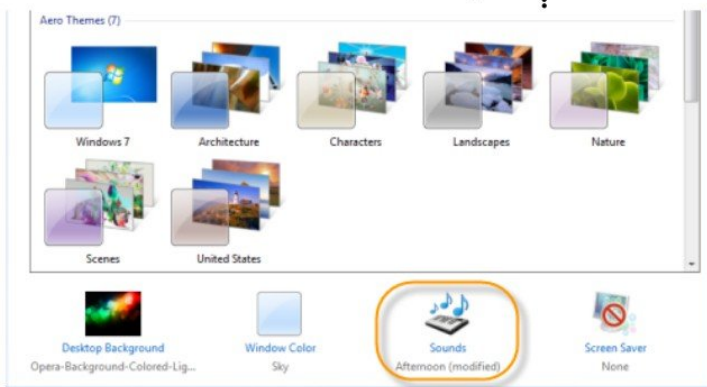 Aero Themes (7)
Windows 7
Architecture
Characters
Landscapes
Nature
Scenes
United States
Desktop Background
Opera-Background-Colored-Lig...
Window Color
Sky
Sounds
Afternoon (modified)
Screen Saver
None